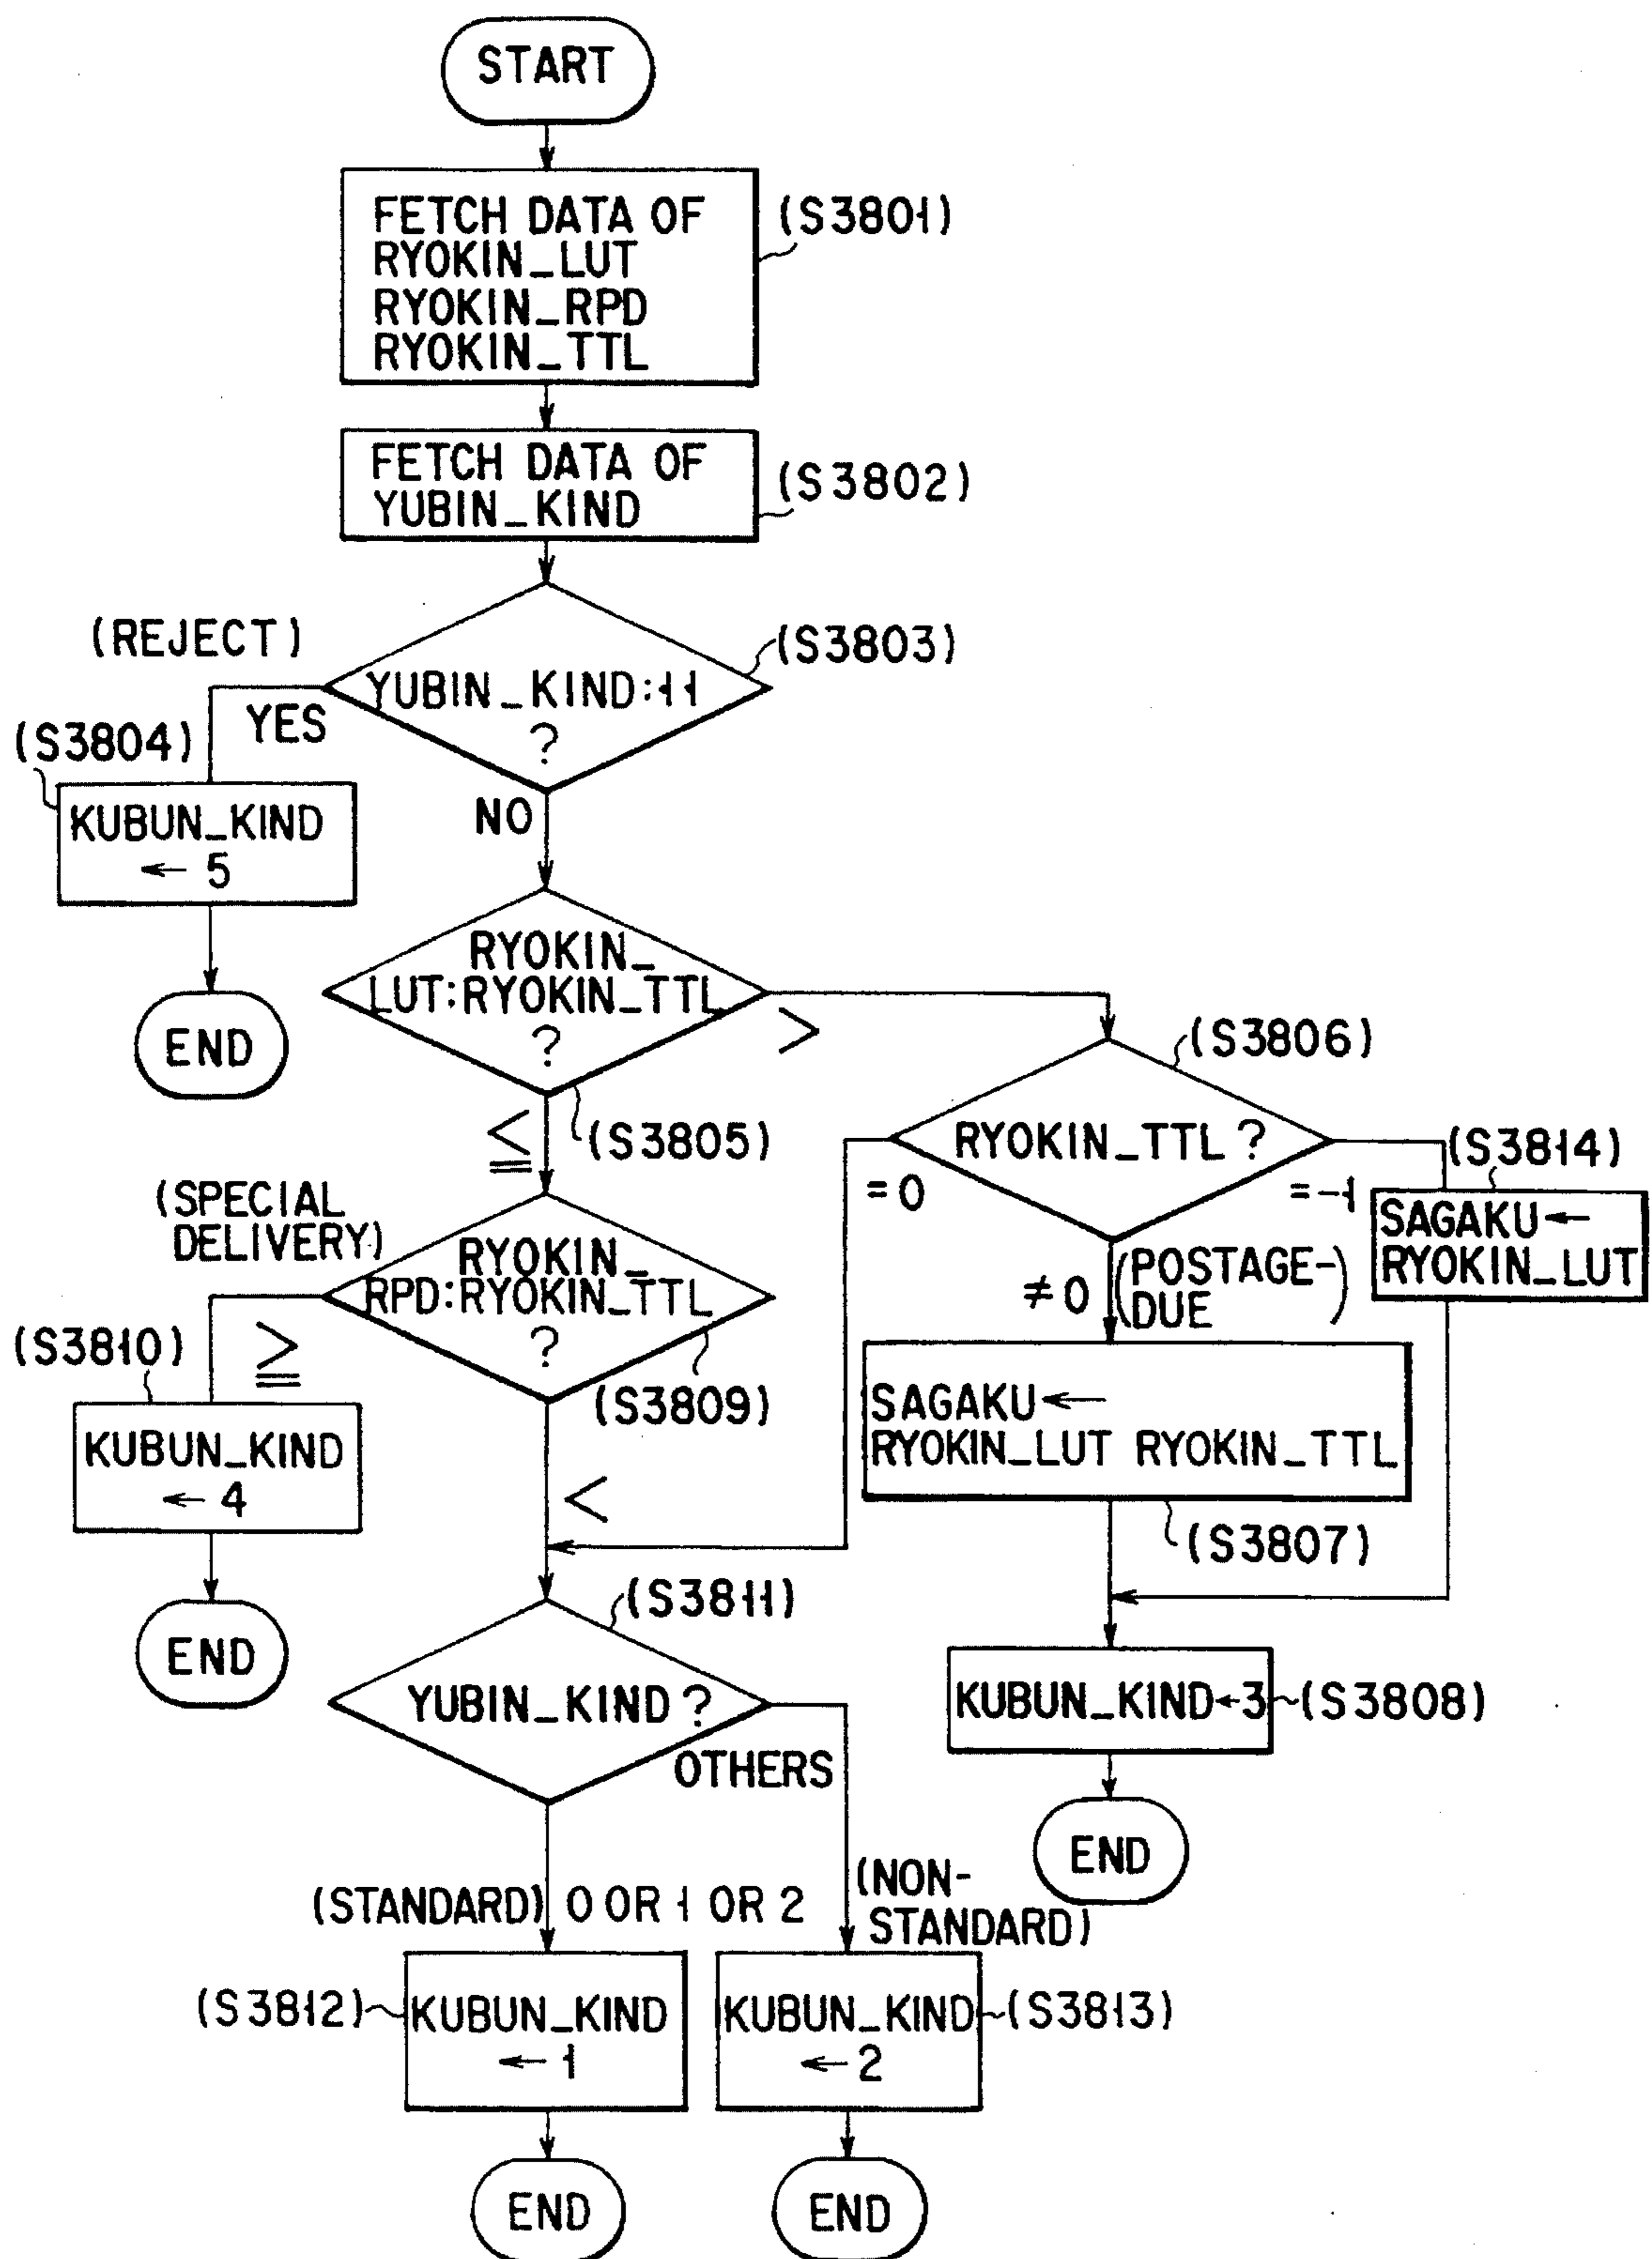 START
FETCH DATA OF
RYOKIN_LUT
RYOKIN_RPD
RYOKIN_TTL
(S3801)
FETCH DATA OF
YUBIN_KIND
(S3802)
(REJECT)
YUBIN_KIND:11
?
(S3803)
YES
(S3804)
KUBUN_KIND
← 5
END
NO
RYOKIN_
LUT:RYOKIN_TTL
?
>
(S3805)
≦
(S3806)
RYOKIN_TTL ?
=0
=-1
(S3814)
SAGAKU←
RYOKIN_LUT
≠0
(POSTAGE-
DUE)
SAGAKU←
RYOKIN_LUT RYOKIN_TTL
(S3807)
(SPECIAL
DELIVERY)
RYOKIN_
RPD:RYOKIN_TTL
?
(S3809)
≧
(S3810)
KUBUN_KIND
← 4
END
<
(S3811)
YUBIN_KIND ?
OTHERS
KUBUN_KIND←3
(S3808)
END
(STANDARD) 0 OR 1 OR 2
(NON-
STANDARD)
(S3812)
KUBUN_KIND
← 1
KUBUN_KIND
← 2
(S3813)
END
END